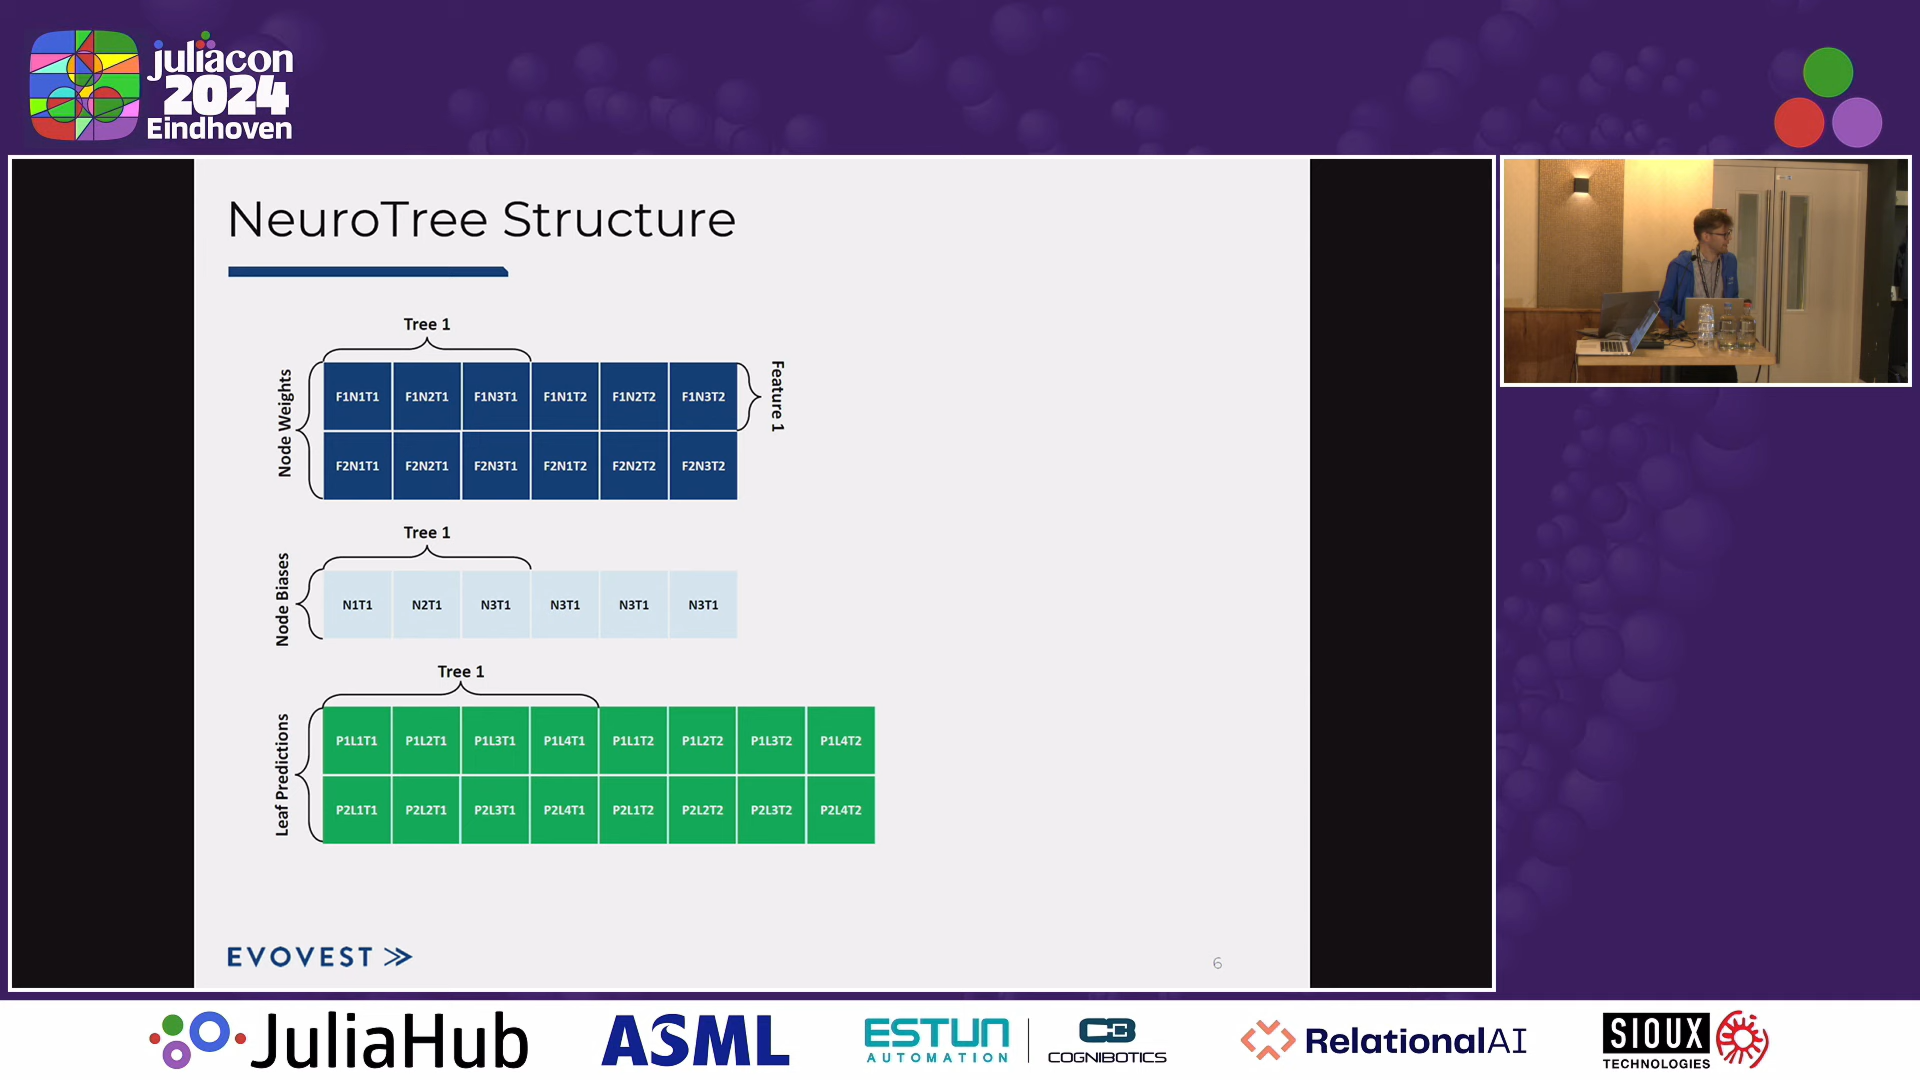 juliacon
2024
Eindhoven
NeuroTree Structure
Tree 1
Node Weights
F1N1T1 F1N2T1 F1N3T1 F1N1T2 F1N2T2 F1N3T2
Feature 1
F2N1T1 F2N2T1 F2N3T1 F2N1T2 F2N2T2 F2N3T2
Tree 1
Node Biases
N1T1 N2T1 N3T1 N3T1 N3T1 N3T1
Tree 1
Leaf Predictions
P1L1T1 P1L2T1 P1L3T1 P1L4T1 P1L1T2 P1L2T2 P1L3T2 P1L4T2
P2L1T1 P2L2T1 P2L3T1 P2L4T1 P2L1T2 P2L2T2 P2L3T2 P2L4T2
EVOVEST
6
JuliaHub
ASML
ESTUN
AUTOMATION
COGNIBOTICS
RelationalAI
SIOUX
TECHNOLOGIES